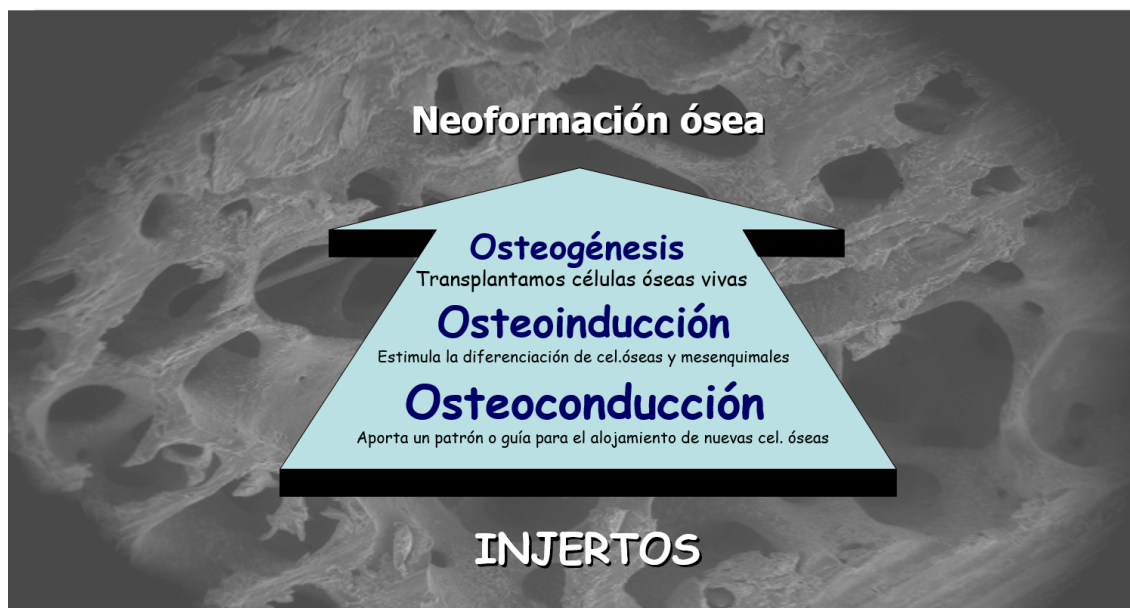 Neoformación ósea
Osteogénesis
Transplantamos células óseas vivas
Osteoinducción
Estimula la diferenciación de cel.óseas y mesenquimales
Osteoconducción
Aporta un patrón o guía para el alojamiento de nuevas cel. óseas
INJERTOS